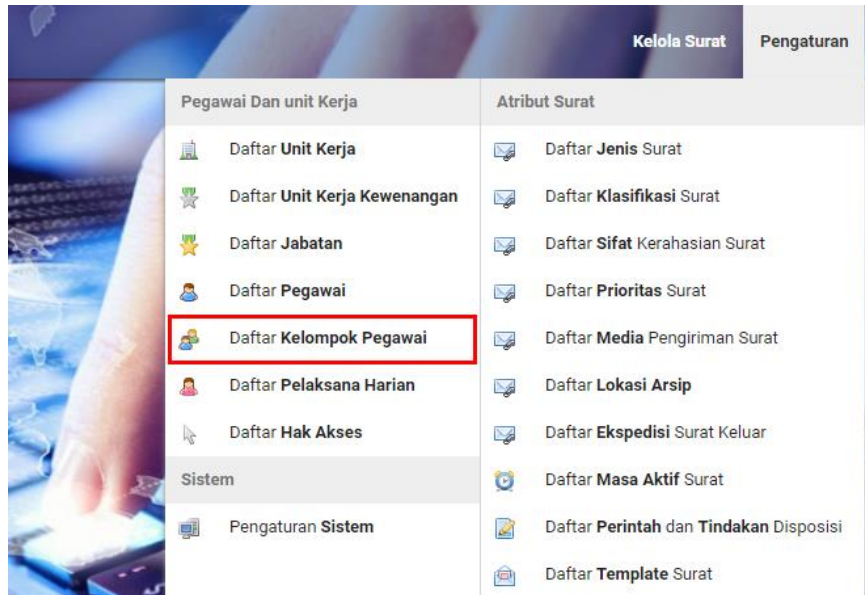 Kelola Surat
Pengaturan
Pegawai Dan unit Kerja
Daftar Unit Kerja
Daftar Unit Kerja Kewenangan
Daftar Jabatan
Daftar Pegawai
Daftar Kelompok Pegawai
Daftar Pelaksana Harian
Daftar Hak Akses
Sistem
Pengaturan Sistem
Atribut Surat
Daftar Jenis Surat
Daftar Klasifikasi Surat
Daftar Sifat Kerahasian Surat
Daftar Prioritas Surat
Daftar Media Pengiriman Surat
Daftar Lokasi Arsip
Daftar Ekspedisi Surat Keluar
Daftar Masa Aktif Surat
Daftar Perintah dan Tindakan Disposisi
Daftar Template Surat